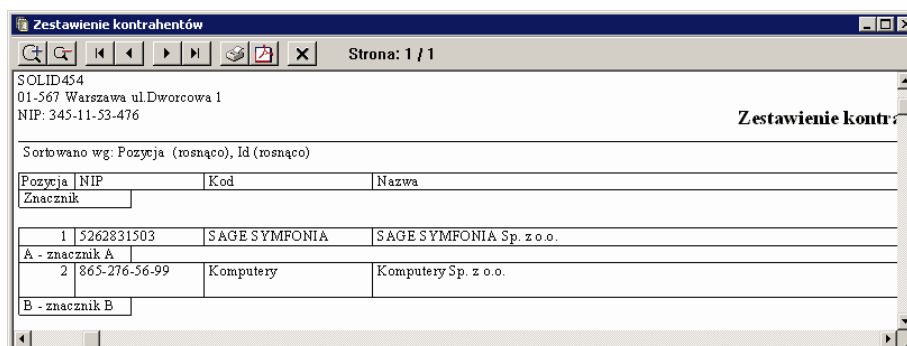 Zestawienie kontrahentów
Strona: 1 / 1
SOLID454
01-567 Warszawa ul.Dworcowa 1
NIP: 345-11-53-476
Zestawienie kontra
Sortowano wg: Pozycja (rosnąco), Id (rosnąco)
Pozycja NIP Kod Nazwa
Znacznik
1 5262831503 SAGE SYMFONIA SAGE SYMFONIA Sp. z o.o.
A - znacznik A
2 865-276-56-99 Komputery Komputery Sp. z o.o.
B - znacznik B